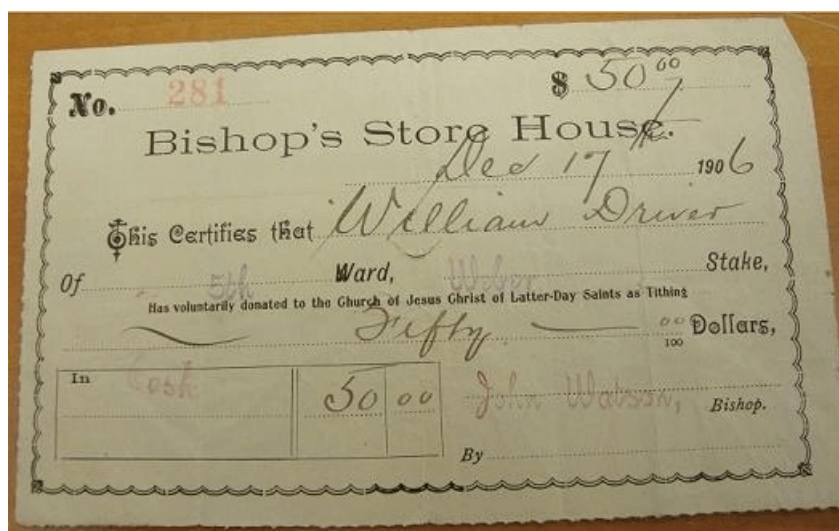 No. 281 $ 50 00
Bishop's Store House.
Dec 17 1906
This Certifies that William Driver
Of 5th Ward, Weber Stake,
Has voluntarily donated to the Church of Jesus Christ of Latter-Day Saints as Tithing
Fifty 00/100 Dollars,
In Cash 50 00 John Watson, Bishop.
By